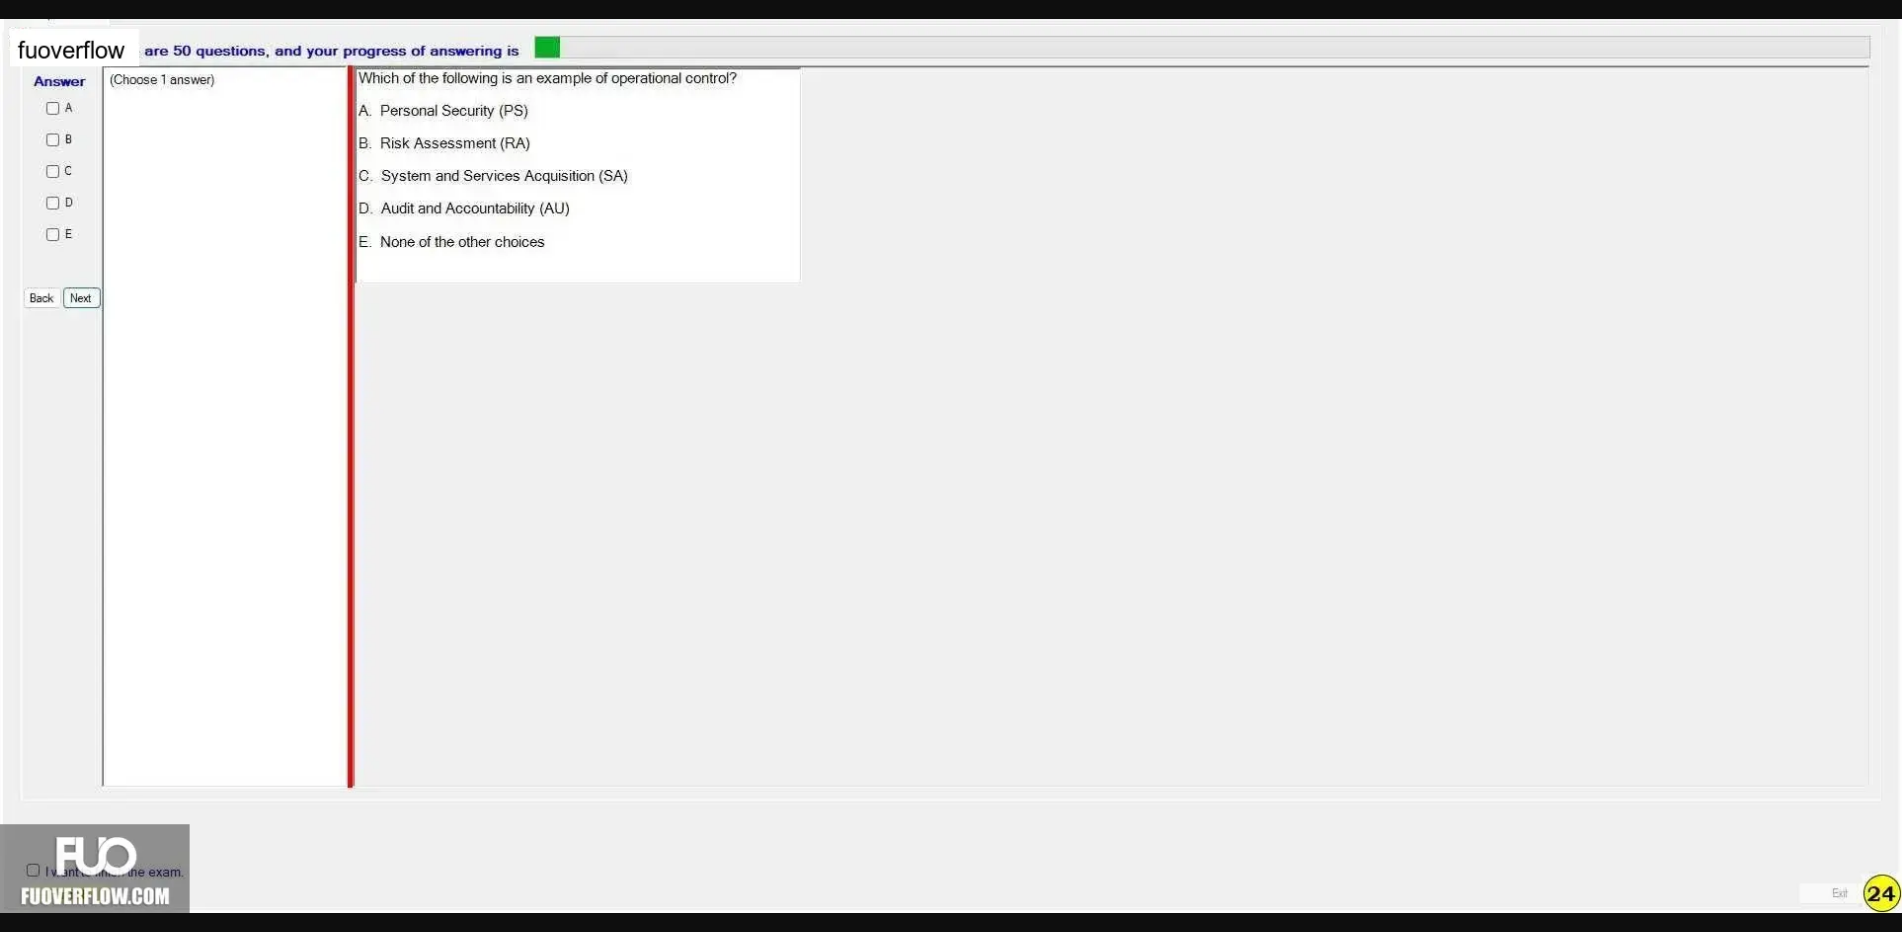 fuoverflow are 50 questions, and your progress of answering is
Answer
(Choose 1 answer)
A
B
C
D
E
Back Next
Which of the following is an example of operational control?
A. Personal Security (PS)
B. Risk Assessment (RA)
C. System and Services Acquisition (SA)
D. Audit and Accountability (AU)
E. None of the other choices
FUO
the exam.
FUOVERFLOW.COM
Exit
24